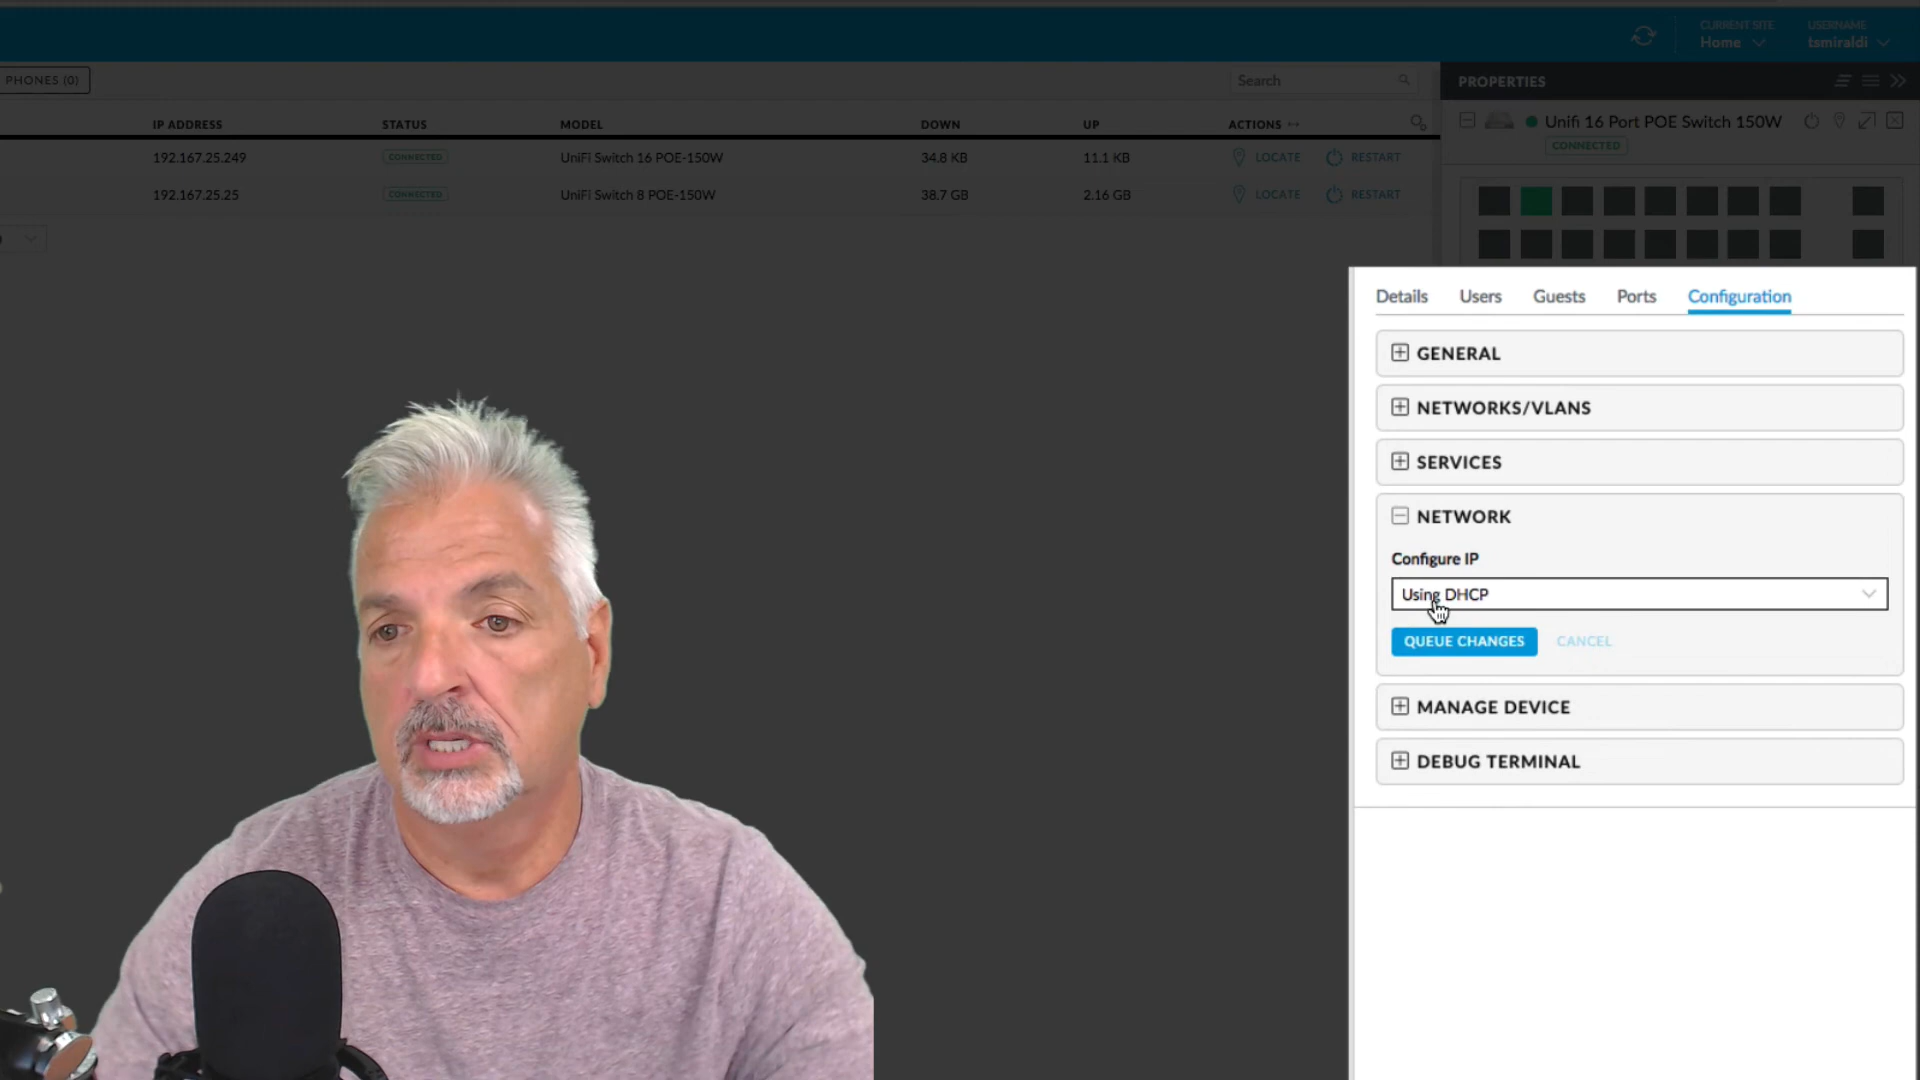 CURRENT SITE
Home
USERNAME
tsmiraldi
PHONES (0)
Search
PROPERTIES
IP ADDRESS STATUS MODEL DOWN UP ACTIONS
192.167.25.249 CONNECTED UniFi Switch 16 POE-150W 34.8 KB 11.1 KB LOCATE RESTART
192.167.25.25 CONNECTED UniFi Switch 8 POE-150W 38.7 GB 2.16 GB LOCATE RESTART
Unifi 16 Port POE Switch 150W
CONNECTED
Details Users Guests Ports Configuration
GENERAL
NETWORKS/VLANS
SERVICES
NETWORK
Configure IP
Using DHCP
QUEUE CHANGES CANCEL
MANAGE DEVICE
DEBUG TERMINAL